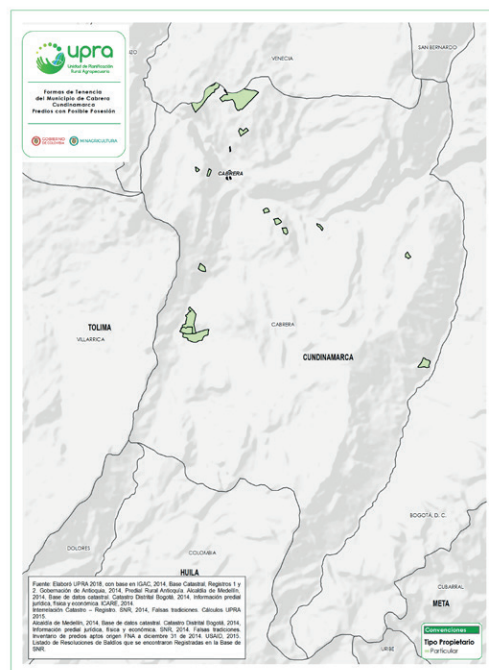 upra
Unidad de Planificación
Rural Agropecuaria
Formas de Tenencia
del Municipio de Cabrera
Cundinamarca
Predios con Posible Posesión
GOBIERNO
DE COLOMBIA
MINAGRICULTURA
VENECIA
SAN BERNARDO
CABRERA
TOLIMA
VILLARRICA
CABRERA
CUNDINAMARCA
BOGOTÁ, D. C.
DOLORES
COLOMBIA
HUILA
CUBARRAL
META
URIBE
Convenciones
Tipo Propietario
Particular
Fuente: Elaboró UPRA 2018, con base en IGAC, 2014, Base Catastral, Registros 1 y
2. Gobernación de Antioquia, 2014, Predial Rural Antioquía. Alcaldía de Medellín,
2014, Base de datos catastral. Catastro Distrital Bogotá, 2014, Información predial
jurídica, física y económica. ICARE, 2014.
Interrelación Catastro – Registro, SNR, 2014, Falsas tradiciones. Cálculos UPRA
2015.
Alcaldía de Medellín, 2014, Base de datos catastral. Catastro Distrital Bogotá, 2014,
Información predial jurídica, física y económica. SNR, 2014. Falsas tradiciones.
Inventario de predios aptos origen FNA a diciembre 31 de 2014. USAID, 2015.
Listado de Resoluciones de Baldíos que se encontraron Registradas en la Base de
SNR.